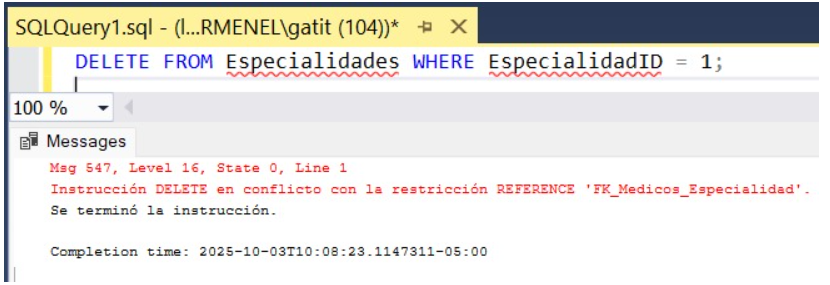 SQLQuery1.sql - (l...RMENEL\gatit (104))*
DELETE FROM Especialidades WHERE EspecialidadID = 1;
100 %
Messages
Msg 547, Level 16, State 0, Line 1
Instrucción DELETE en conflicto con la restricción REFERENCE 'FK_Medicos_Especialidad'.
Se terminó la instrucción.
Completion time: 2025-10-03T10:08:23.1147311-05:00